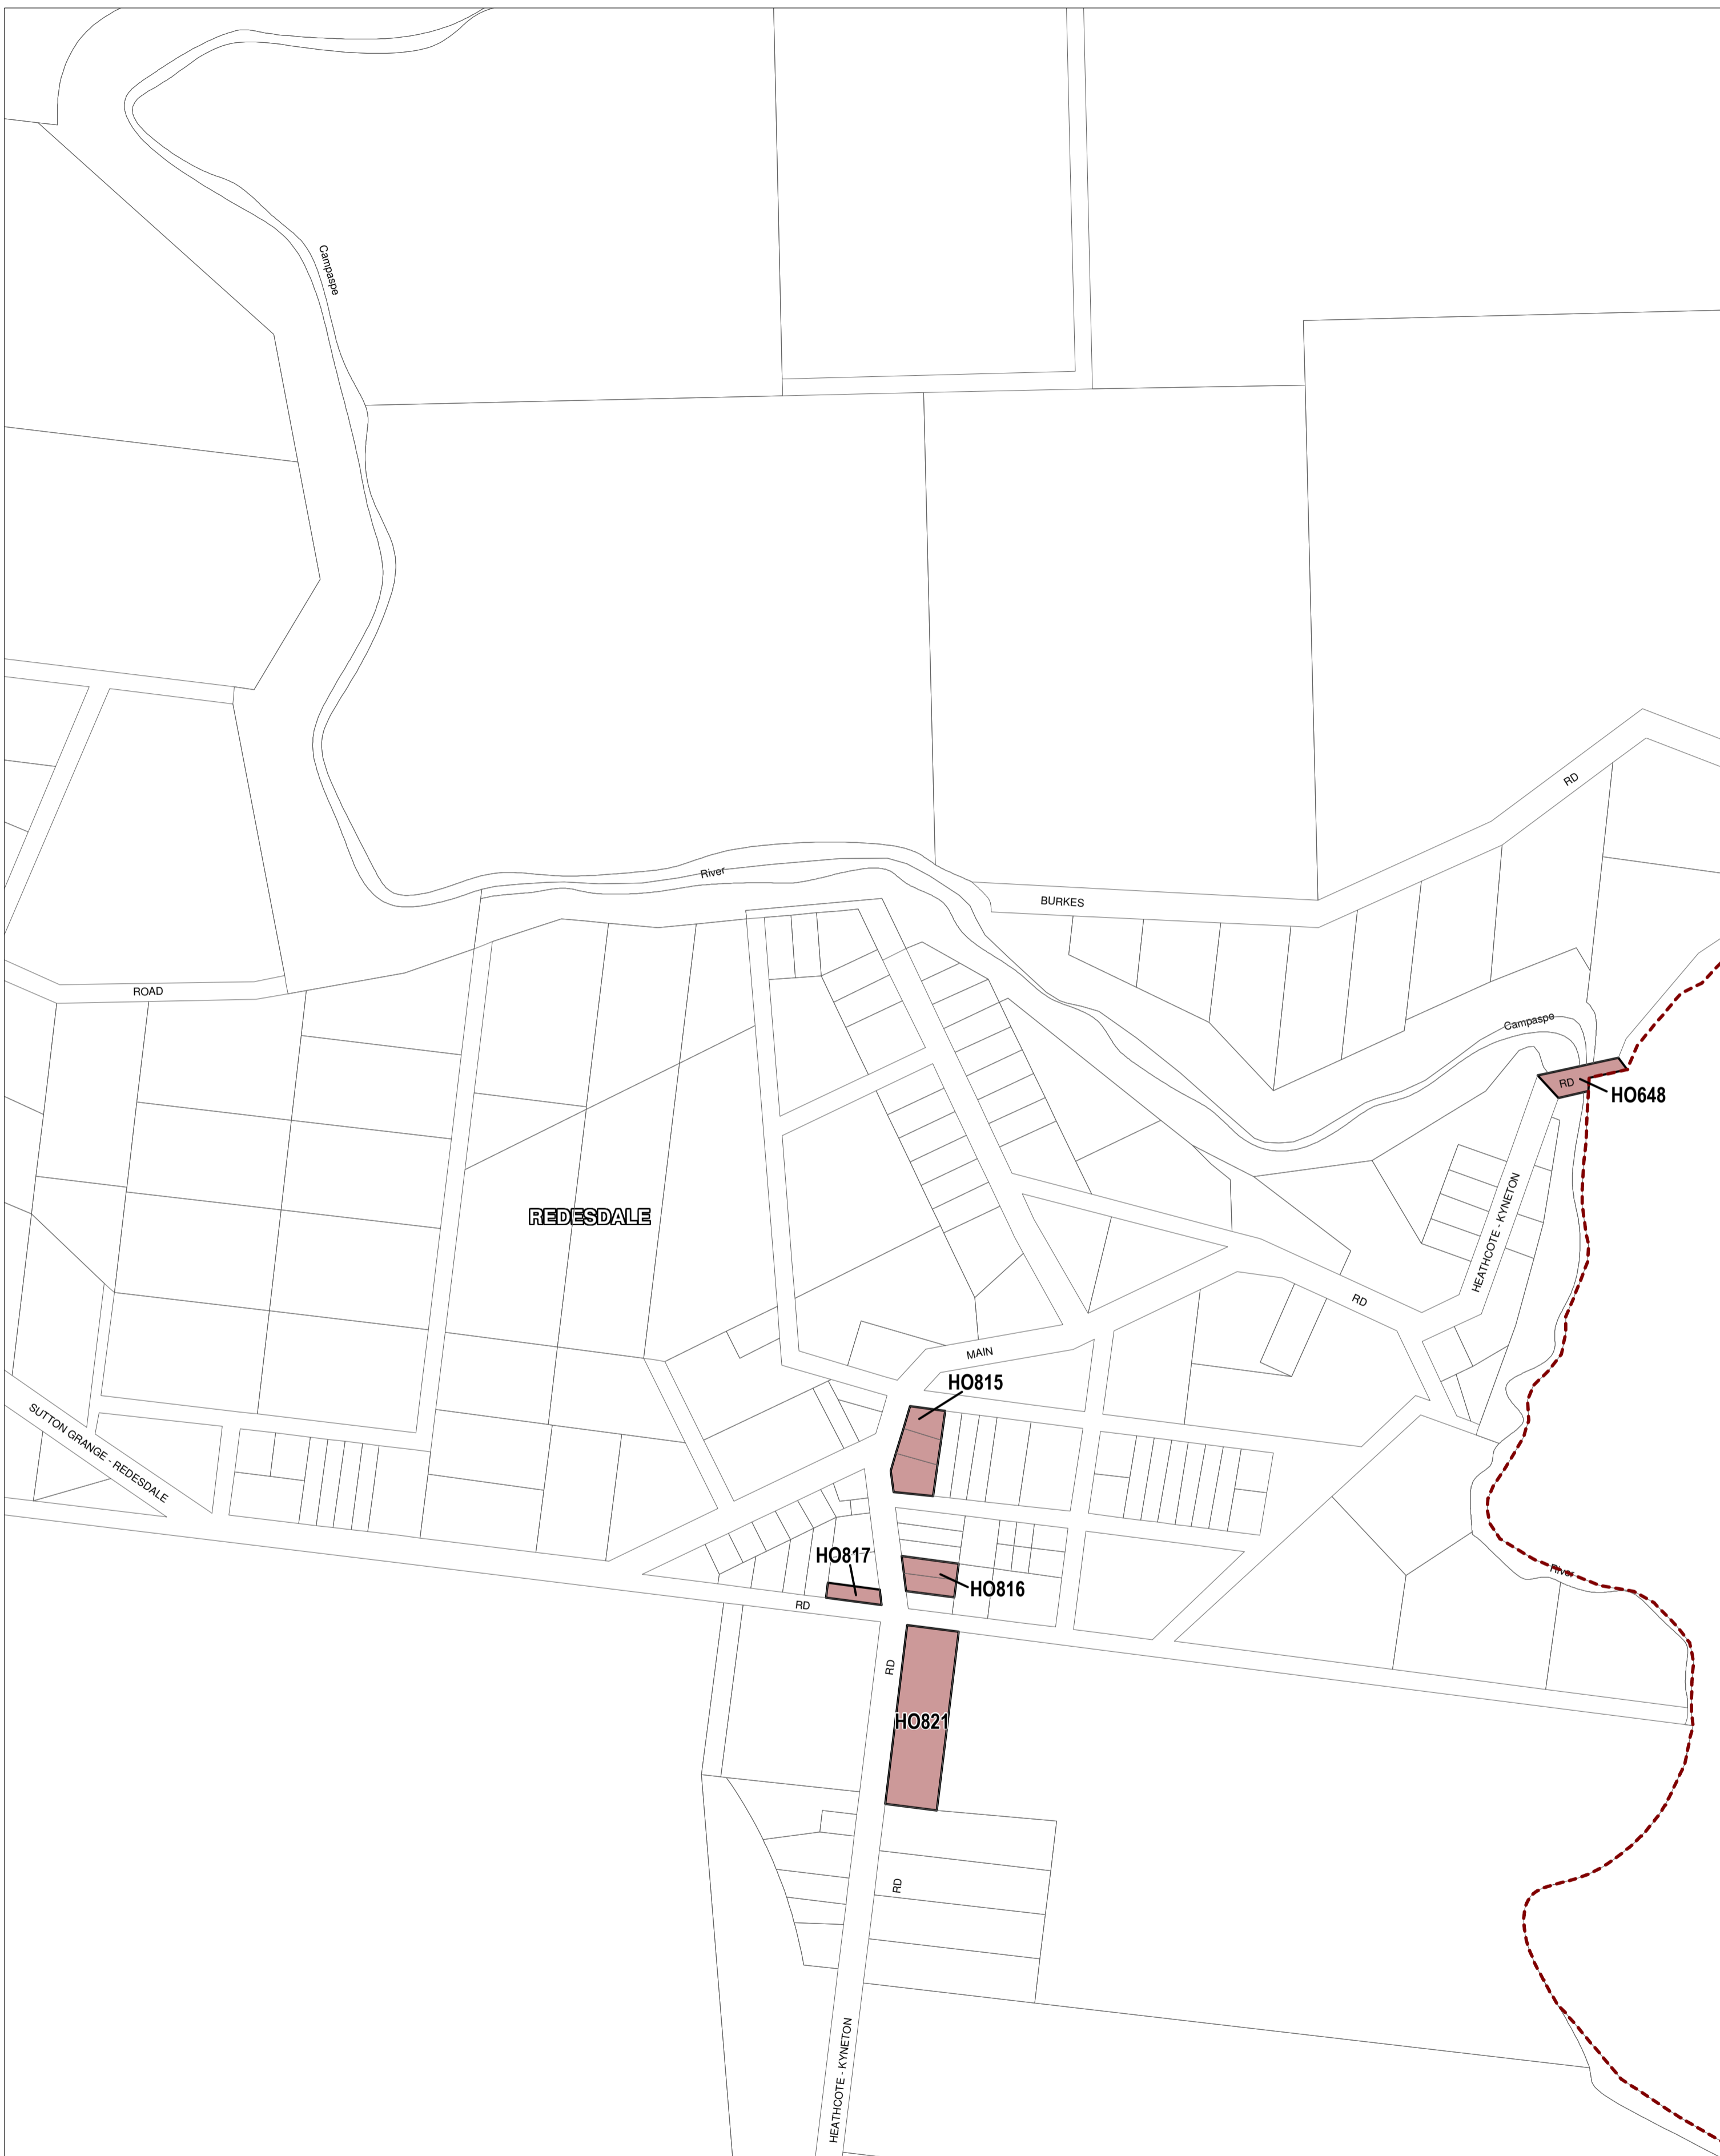 Campaspe
RD
River
BURKES
ROAD
Campaspe
RD
HO648
REDESDALE
HEATHCOTE - KYNETON
RD
MAIN
HO815
SUTTON GRANGE - REDESDALE
HO817
River
HO816
RD
RD
HO821
RD
HEATHCOTE - KYNETON